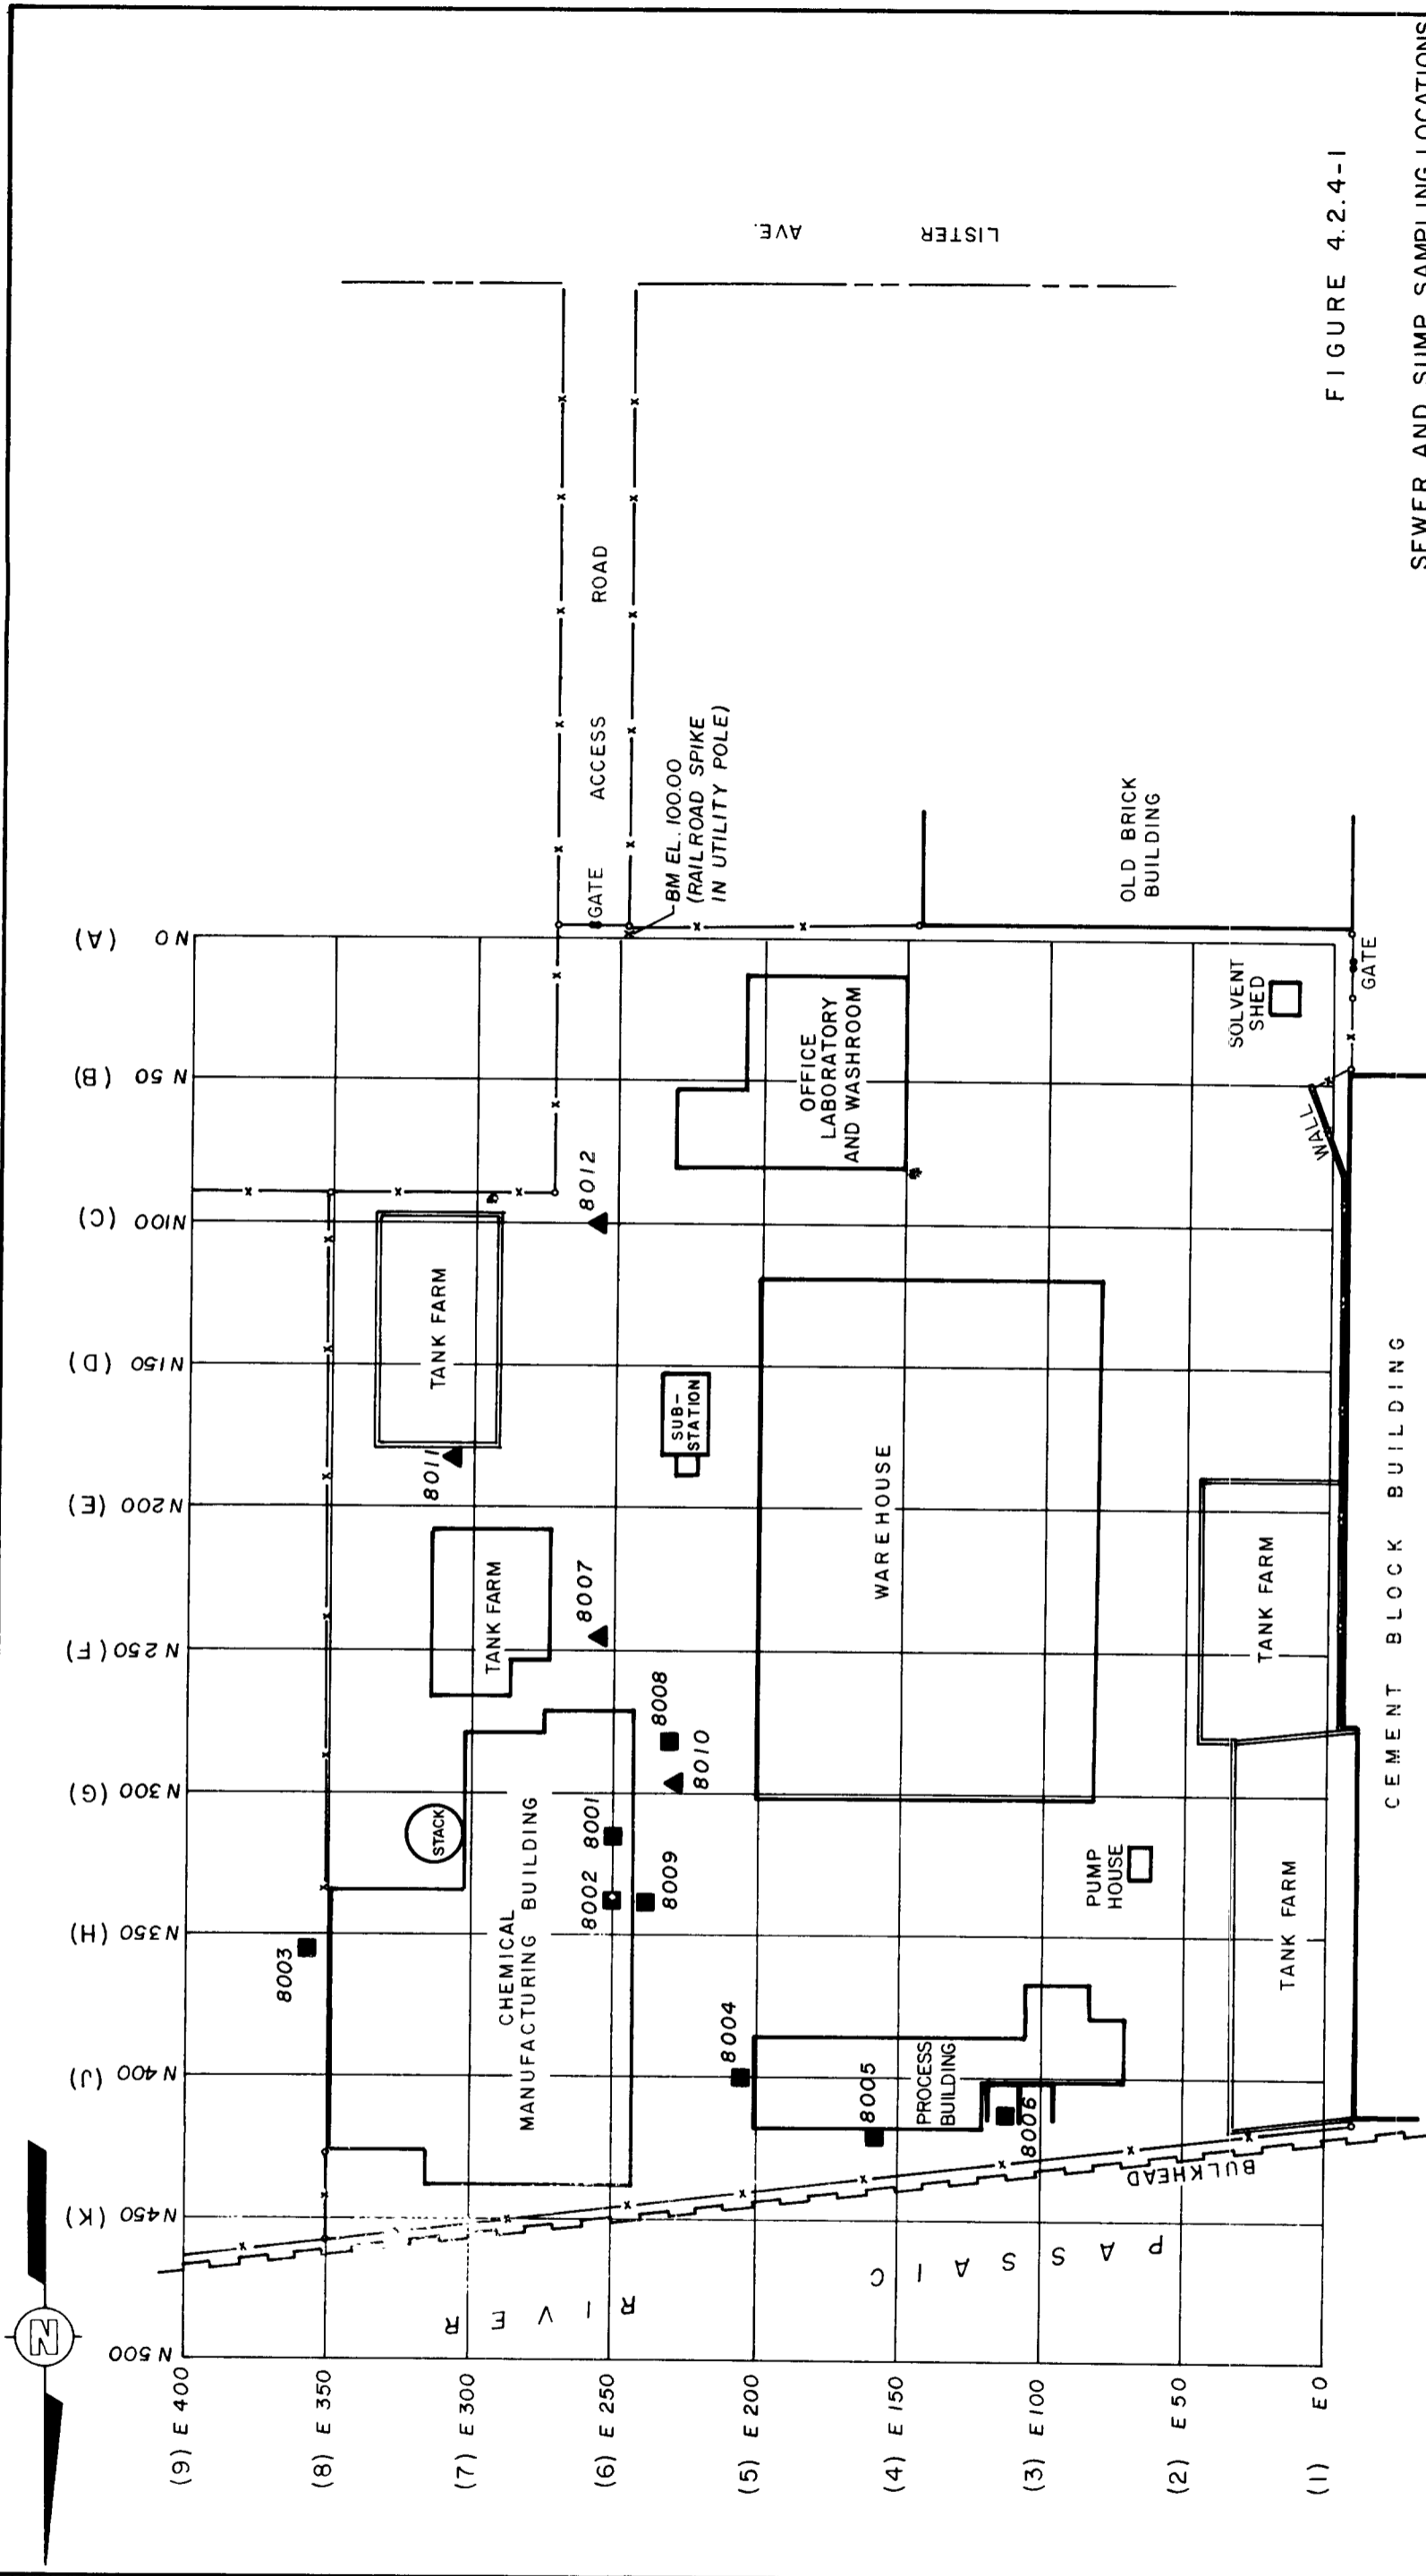 N
(A)
N 0
(B)
N 50
(C)
N100
(D)
N150
(E)
N 200
(F)
N 250
(G)
N 300
(H)
N350
(J)
N 400
(K)
N 450
N 500
(9) E 400
(8) E 350
(7) E 300
(6) E 250
(5) E 200
(4) E 150
(3) E 100
(2) E 50
(1) E 0
LISTER AVE.
ACCESS ROAD
GATE
BM EL. 100.00
(RAILROAD SPIKE
IN UTILITY POLE)
OLD BRICK
BUILDING
GATE
SOLVENT
SHED
WALL
OFFICE
LABORATORY
AND WASHROOM
8012
TANK FARM
8011
SUB-
STATION
TANK FARM
8007
WAREHOUSE
TANK FARM
8008
8010
STACK
CHEMICAL
MANUFACTURING BUILDING
8001
8002
8009
8003
PUMP
HOUSE
TANK FARM
8004
PROCESS
BUILDING
8005
8006
BULKHEAD
PASSAIC RIVER
CEMENT BLOCK BUILDING
FIGURE 4.2.4-1
SEWER AND SUMP SAMPLING LOCATIONS